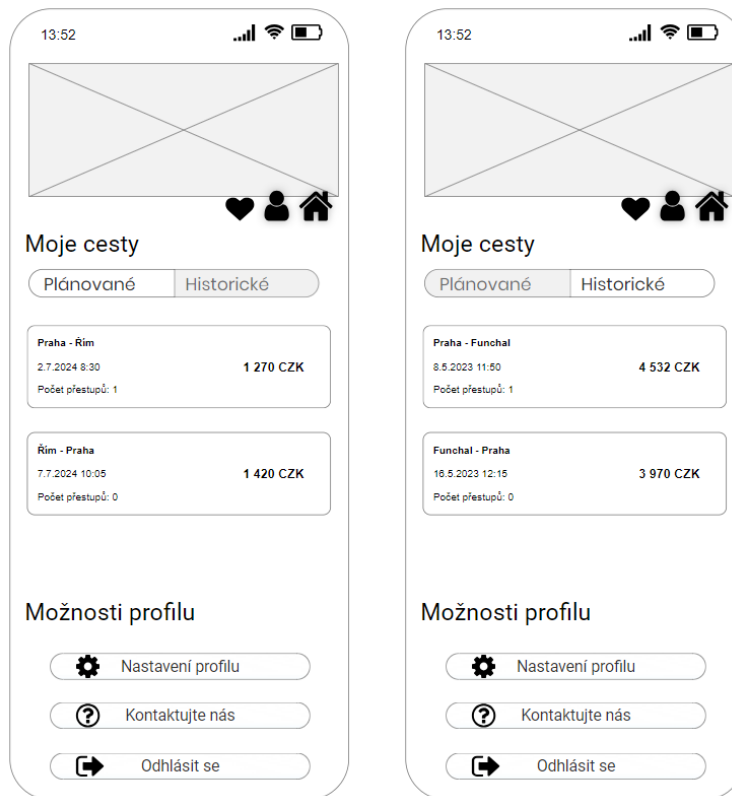 13:52
Moje cesty
Plánované Historické
Praha - Řím
2.7.2024 8:30 1 270 CZK
Počet přestupů: 1
Řím - Praha
7.7.2024 10:05 1 420 CZK
Počet přestupů: 0
Možnosti profilu
Nastavení profilu
Kontaktujte nás
Odhlásit se
13:52
Moje cesty
Plánované Historické
Praha - Funchal
8.5.2023 11:50 4 532 CZK
Počet přestupů: 1
Funchal - Praha
16.5.2023 12:15 3 970 CZK
Počet přestupů: 0
Možnosti profilu
Nastavení profilu
Kontaktujte nás
Odhlásit se